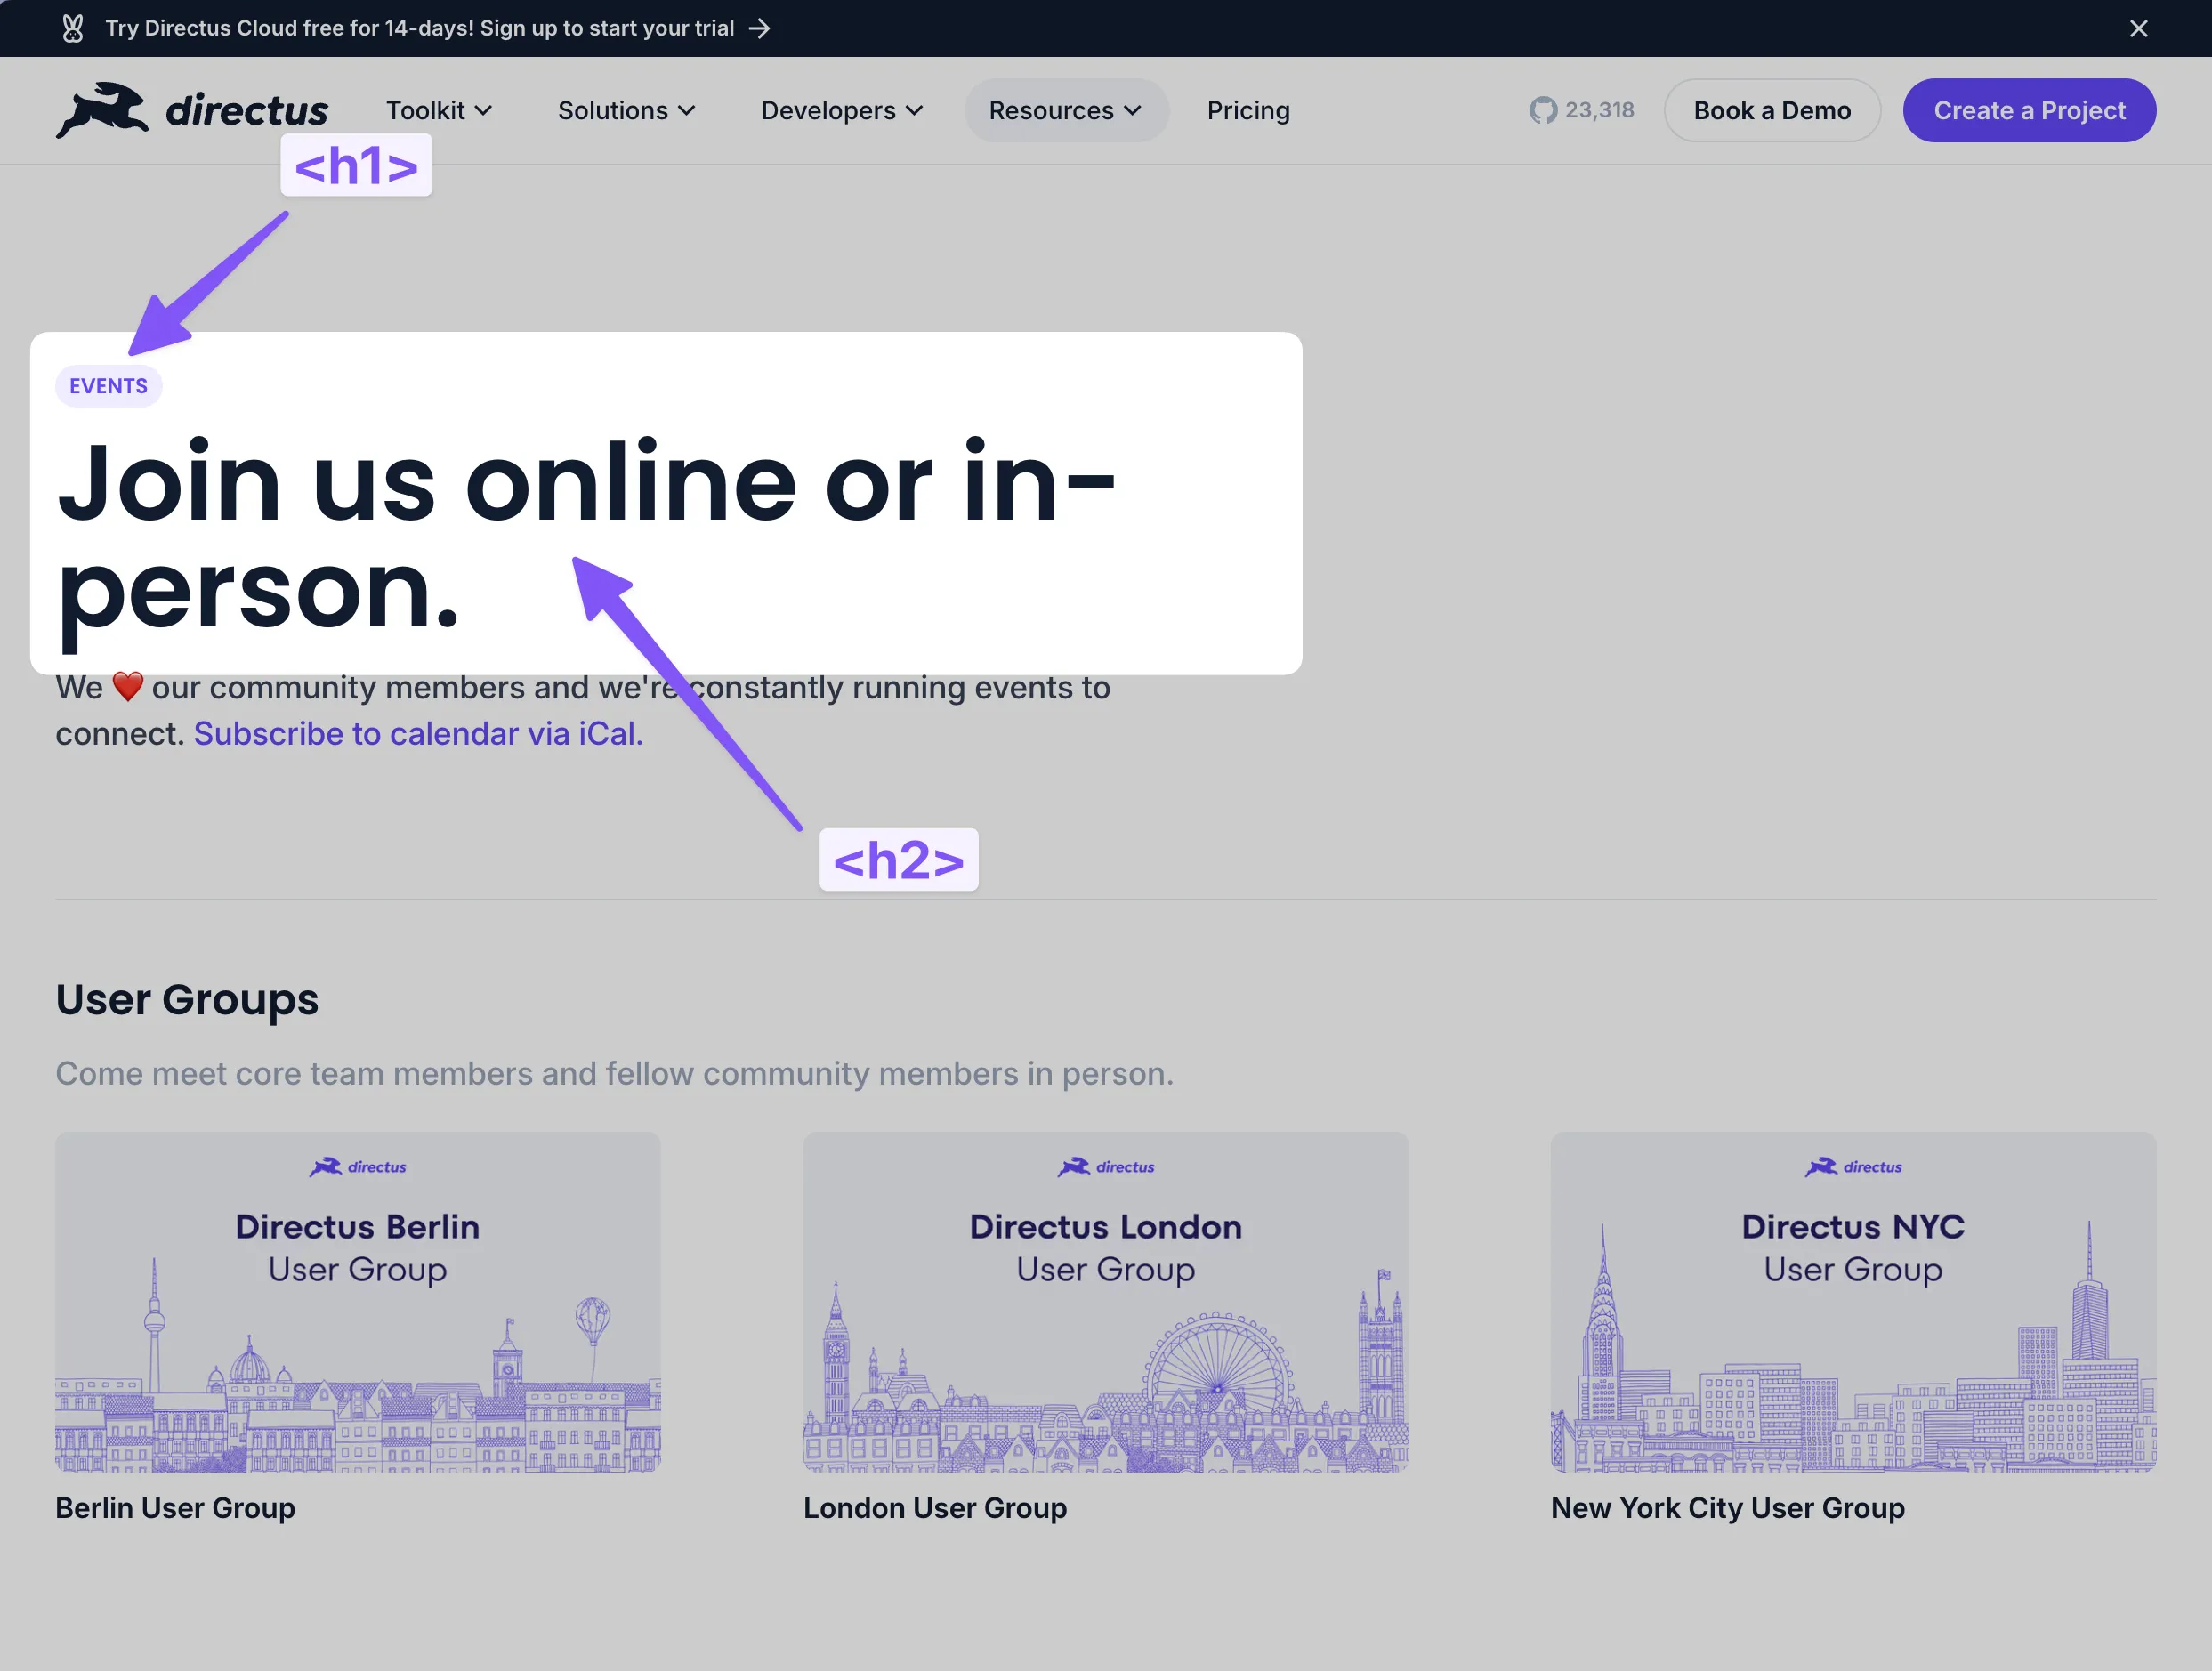 Try Directus Cloud free for 14-days! Sign up to start your trial →
directus
Toolkit
Solutions
Developers
Resources
Pricing
23,318
Book a Demo
Create a Project
<h1>
EVENTS
Join us online or in-
person.
We ❤️ our community members and we're constantly running events to
connect. Subscribe to calendar via iCal.
<h2>
User Groups
Come meet core team members and fellow community members in person.
directus
Directus Berlin
User Group
directus
Directus London
User Group
directus
Directus NYC
User Group
Berlin User Group
London User Group
New York City User Group